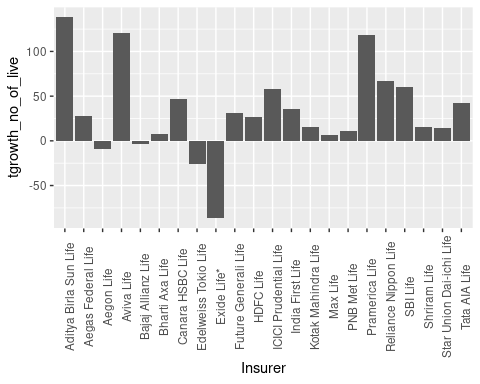 tgrowth_no_of_live
100
50
0
-50
Aditya Birla Sun Life
Aegas Federal Life
Aegon Life
Aviva Life
Bajaj Allianz Life
Bharti Axa Life
Canara HSBC Life
Edelweiss Tokio Life
Exide Life*
Future Generali Life
HDFC Life
ICICI Prudential Life
India First Life
Kotak Mahindra Life
Max Life
PNB Met Life
Pramerica Life
Reliance Nippon Life
SBI Life
Shriram Life
Star Union Dai-ichi Life
Tata AIA Life
Insurer